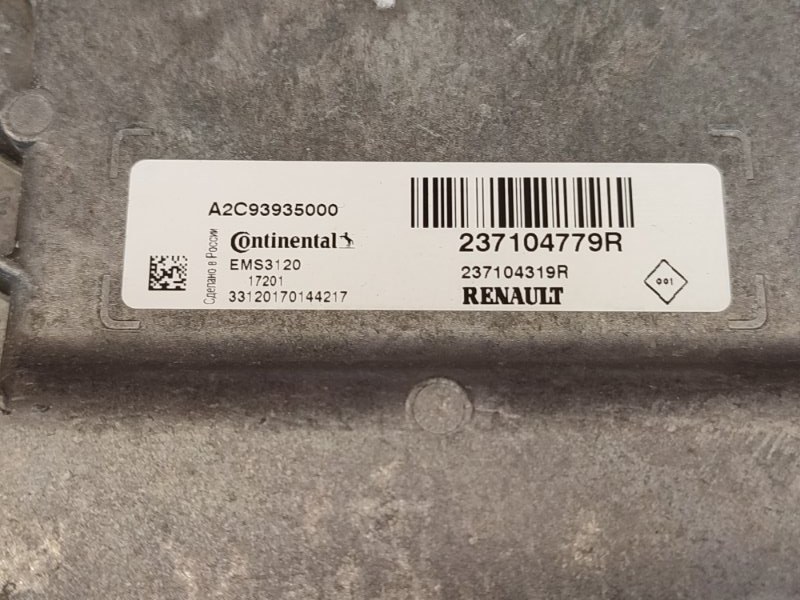 A2C93935000
Continental
EMS3120
17201
33120170144217
Сделано в России
237104779R
237104319R
RENAULT
001